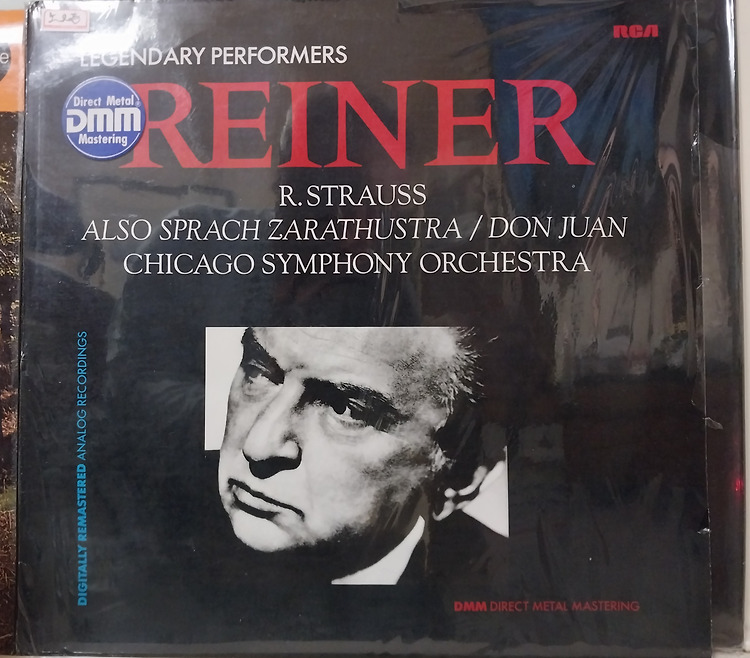 LEGENDARY PERFORMERS
RCA
Direct Metal
DMM
Mastering
REINER
R. STRAUSS
ALSO SPRACH ZARATHUSTRA / DON JUAN
CHICAGO SYMPHONY ORCHESTRA
DIGITALLY REMASTERED ANALOG RECORDINGS
DMM DIRECT METAL MASTERING